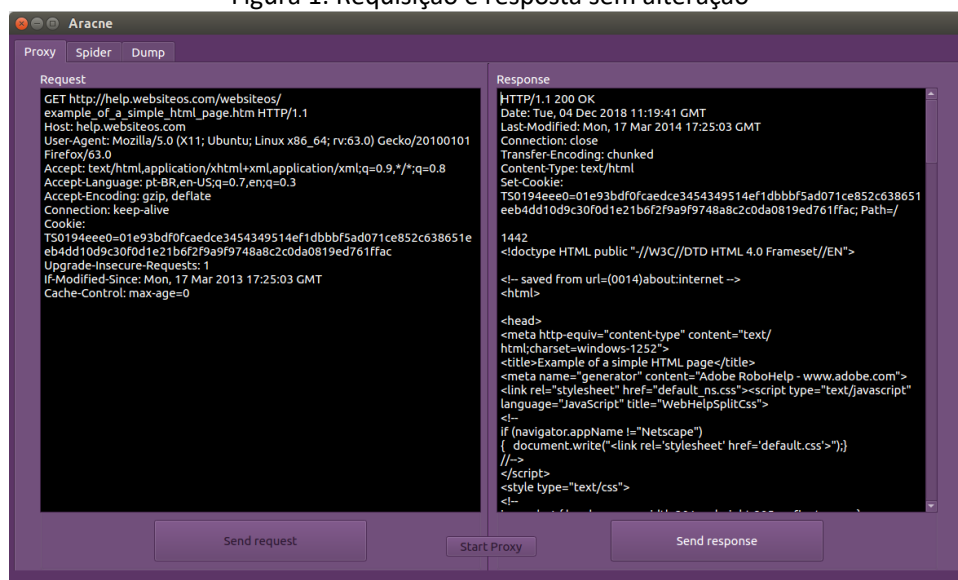 Figura 1: Requisição e resposta sem alteração
Aracne
Proxy Spider Dump
Request
GET http://help.websiteos.com/websiteos/
example_of_a_simple_html_page.htm HTTP/1.1
Host: help.websiteos.com
User-Agent: Mozilla/5.0 (X11; Ubuntu; Linux x86_64; rv:63.0) Gecko/20100101
Firefox/63.0
Accept: text/html,application/xhtml+xml,application/xml;q=0.9,*/*;q=0.8
Accept-Language: pt-BR,en-US;q=0.7,en;q=0.3
Accept-Encoding: gzip, deflate
Connection: keep-alive
Cookie:
TS0194eee0=01e93bdf0fcaedce3454349514ef1dbbbf5ad071ce852c638651e
eb4dd10d9c30f0d1e21b6f2f9a9f9748a8c2c0da0819ed761ffac
Upgrade-Insecure-Requests: 1
If-Modified-Since: Mon, 17 Mar 2013 17:25:03 GMT
Cache-Control: max-age=0
Send request
Start Proxy
Response
HTTP/1.1 200 OK
Date: Tue, 04 Dec 2018 11:19:41 GMT
Last-Modified: Mon, 17 Mar 2014 17:25:03 GMT
Connection: close
Transfer-Encoding: chunked
Content-Type: text/html
Set-Cookie:
TS0194eee0=01e93bdf0fcaedce3454349514ef1dbbbf5ad071ce852c638651
eeb4dd10d9c30f0d1e21b6f2f9a9f9748a8c2c0da0819ed761ffac; Path=/
1442
<!doctype HTML public "-//W3C//DTD HTML 4.0 Frameset//EN">
<!-- saved from url=(0014)about:internet -->
<html>
<head>
<meta http-equiv="content-type" content="text/
html;charset=windows-1252">
<title>Example of a simple HTML page</title>
<meta name="generator" content="Adobe RoboHelp - www.adobe.com">
<link rel="stylesheet" href="default_ns.css"><script type="text/javascript"
language="JavaScript" title="WebHelpSplitCss">
<!--
if (navigator.appName !="Netscape")
{ document.write("<link rel='stylesheet' href='default.css'>");}
//-->
</script>
<style type="text/css">
<!--
Send response